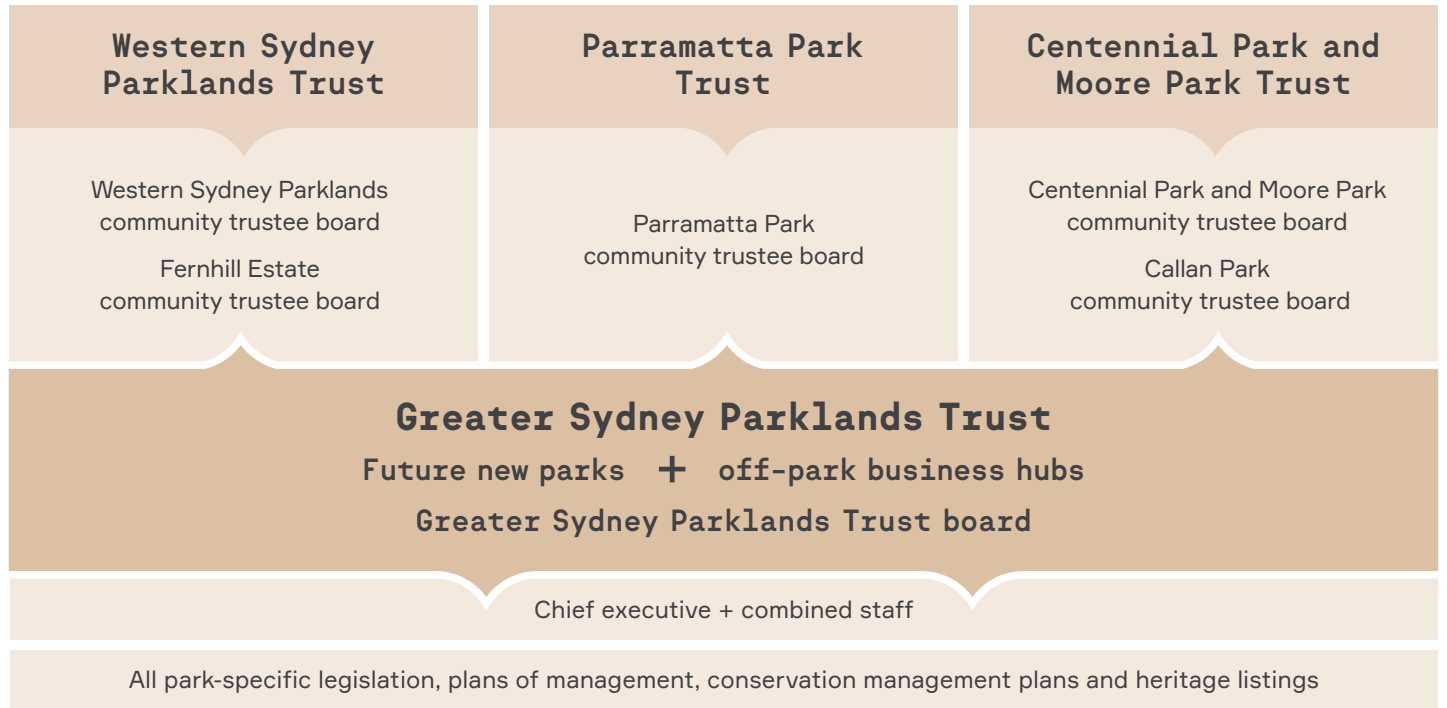 Western Sydney
Parklands Trust
Western Sydney Parklands
community trustee board
Fernhill Estate
community trustee board
Parramatta Park
Trust
Parramatta Park
community trustee board
Centennial Park and
Moore Park Trust
Centennial Park and Moore Park
community trustee board
Callan Park
community trustee board
Greater Sydney Parklands Trust
Future new parks + off-park business hubs
Greater Sydney Parklands Trust board
Chief executive + combined staff
All park-specific legislation, plans of management, conservation management plans and heritage listings